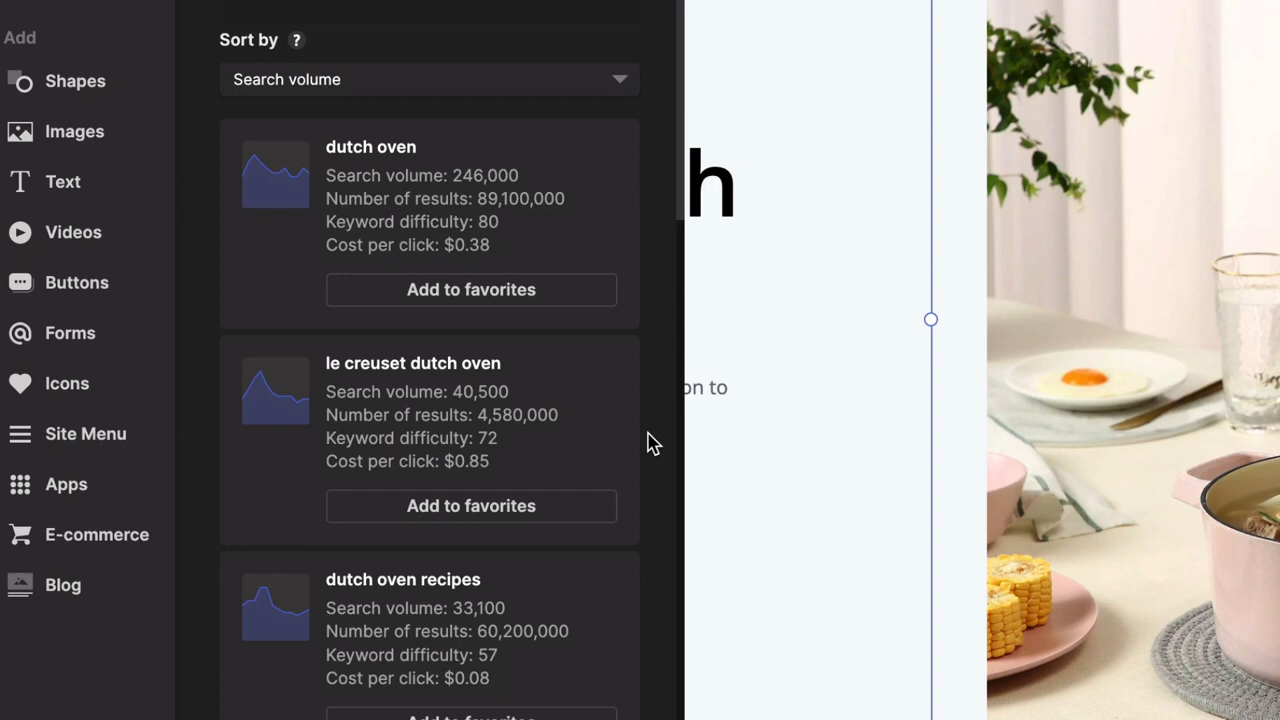 Add
Shapes
Images
Text
Videos
Buttons
Forms
Icons
Site Menu
Apps
E-commerce
Blog
Sort by ?
Search volume
dutch oven
Search volume: 246,000
Number of results: 89,100,000
Keyword difficulty: 80
Cost per click: $0.38
Add to favorites
le creuset dutch oven
Search volume: 40,500
Number of results: 4,580,000
Keyword difficulty: 72
Cost per click: $0.85
Add to favorites
dutch oven recipes
Search volume: 33,100
Number of results: 60,200,000
Keyword difficulty: 57
Cost per click: $0.08
Add to favorites
h
on to